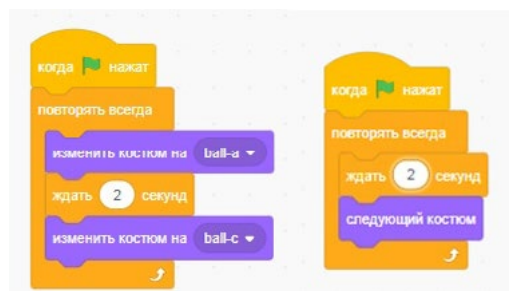 когда нажат
повторять всегда
изменить костюм на ball-a
ждать 2 секунд
изменить костюм на ball-c
когда нажат
повторять всегда
ждать 2 секунд
следующий костюм